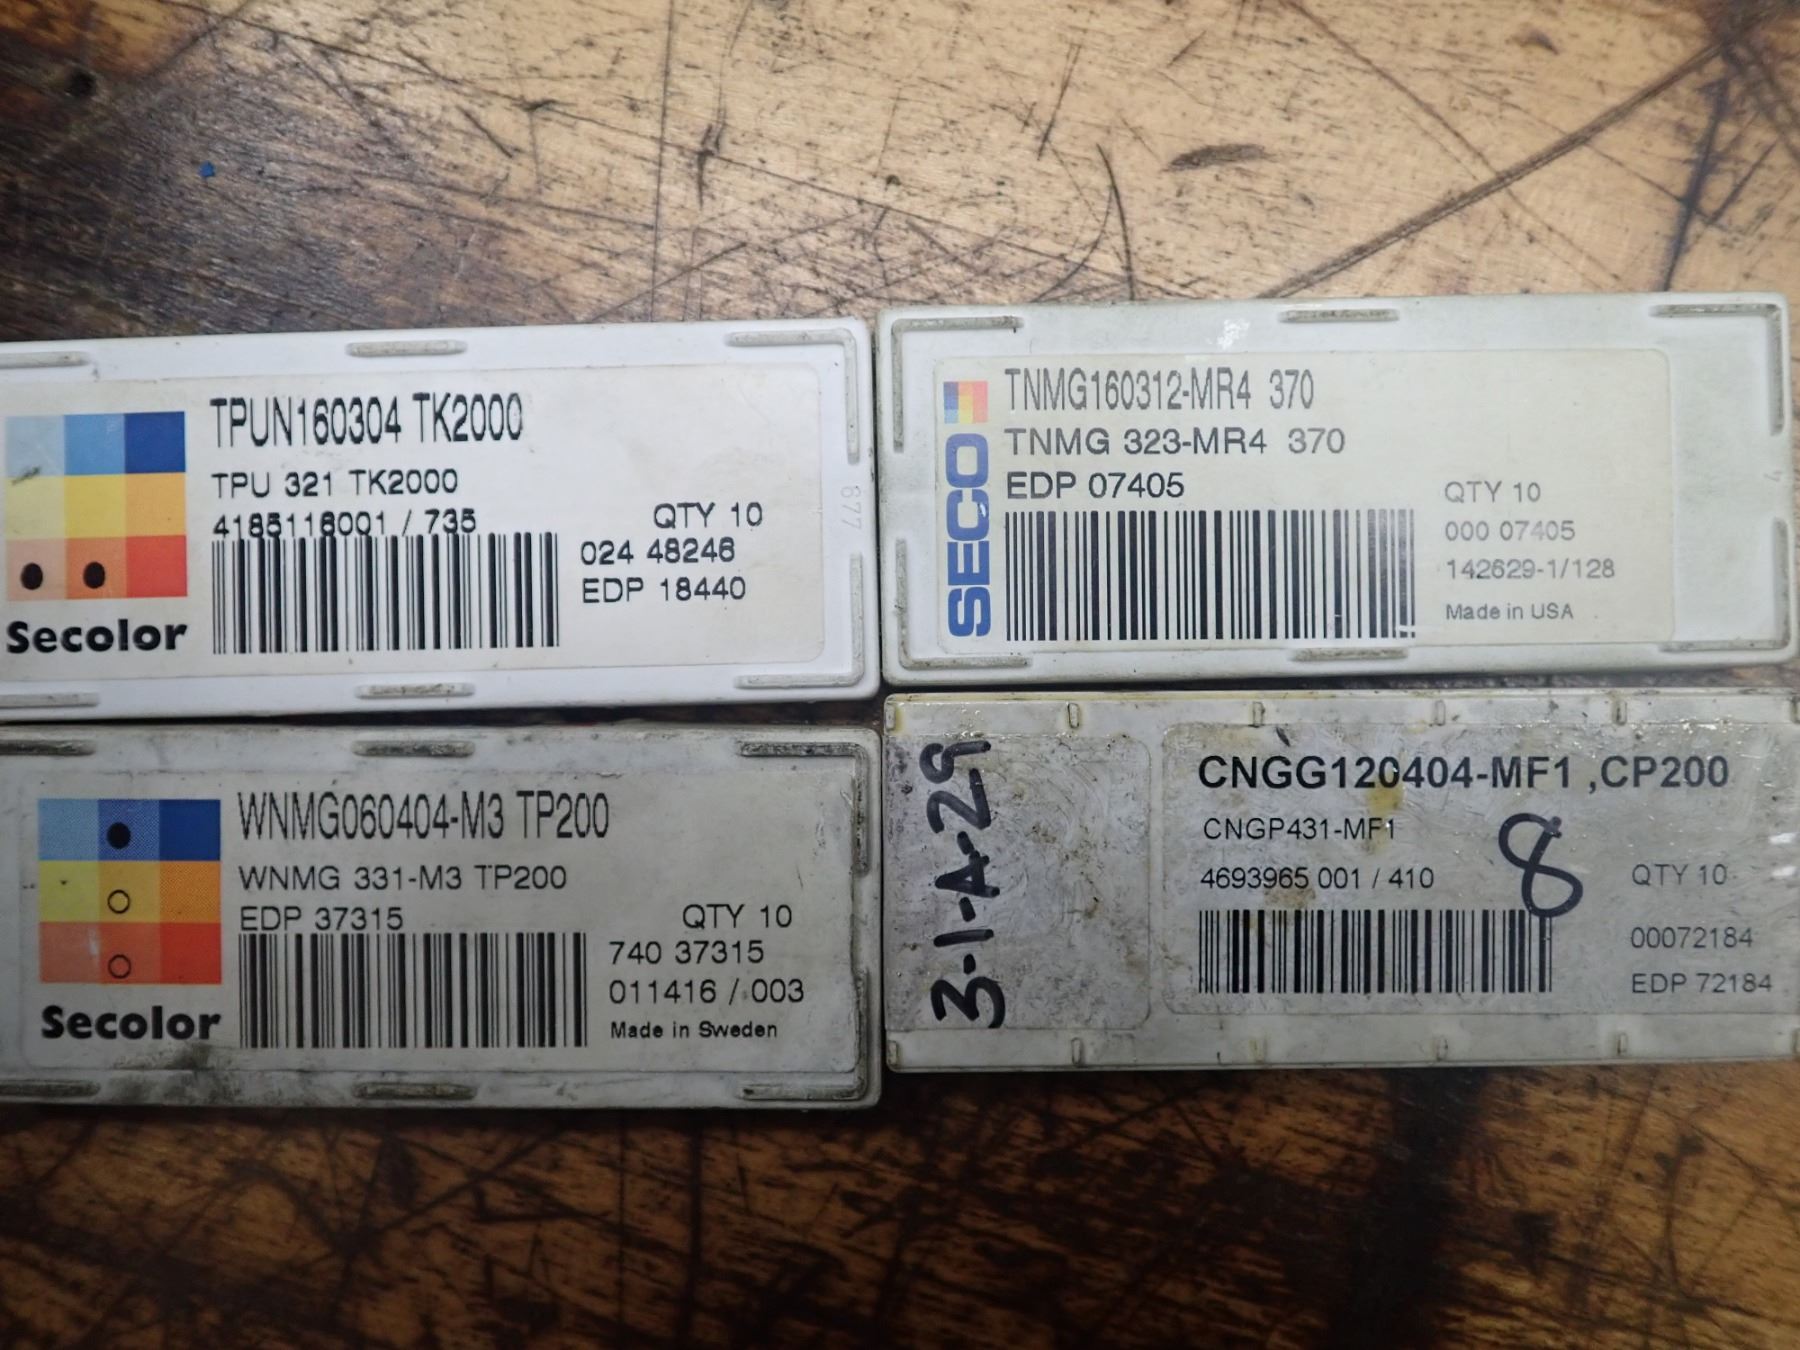 TPUN160304 TK2000
TPU 321 TK2000
4185116001 / 735
QTY 10
024 48246
EDP 18440
Secolor
677
SECO
TNMG160312-MR4 370
TNMG 323-MR4 370
EDP 07405
QTY 10
000 07405
142629-1/128
Made in USA
4
WNMG060404-M3 TP200
WNMG 331-M3 TP200
EDP 37315
QTY 10
740 37315
011416 / 003
Made in Sweden
Secolor
3-1-A-29
CNGG120404-MF1 ,CP200
CNGP431-MF1
8
4693965 001 / 410
QTY 10
00072184
EDP 72184